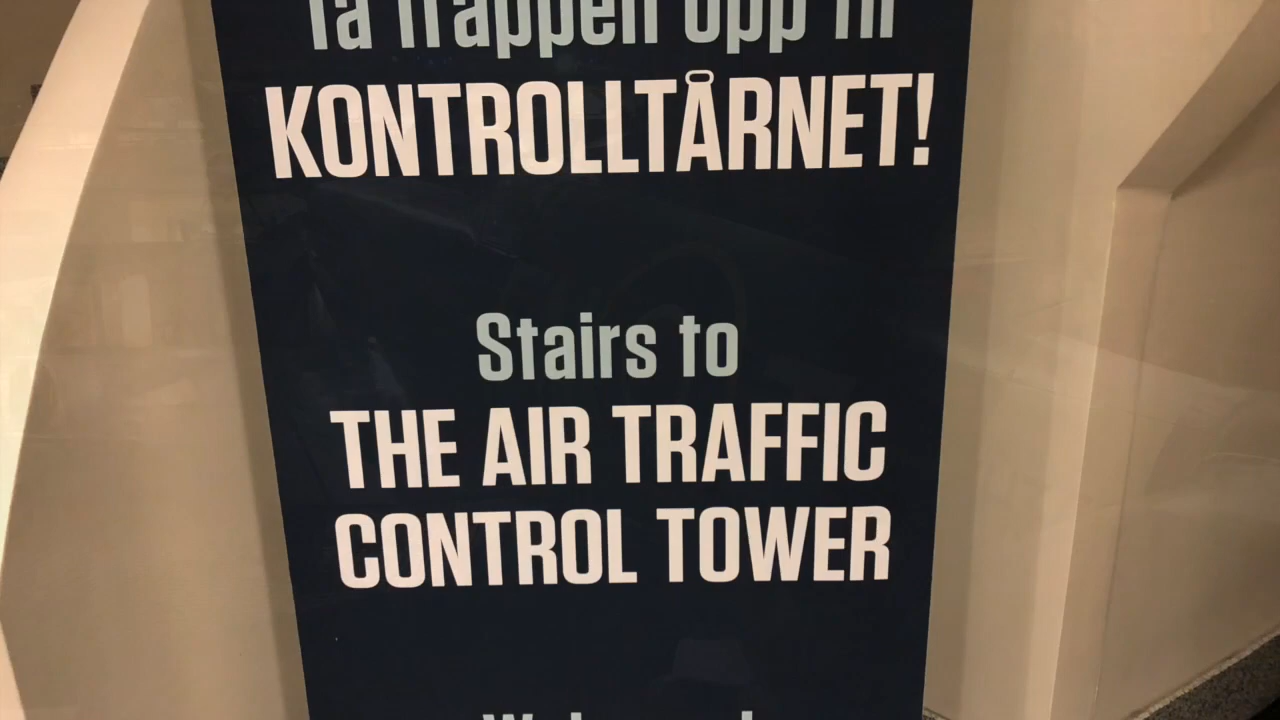 Ta trappen opp til
KONTROLLTÅRNET!
Stairs to
THE AIR TRAFFIC
CONTROL TOWER